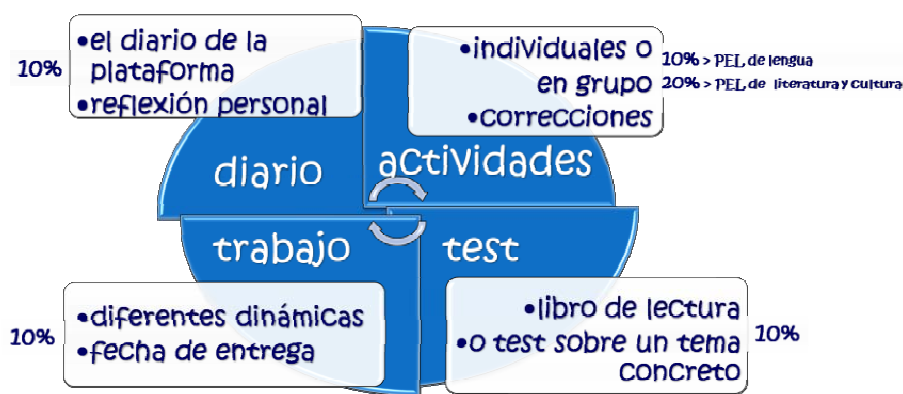 10%
•el diario de la
plataforma
•reflexión personal
•individuales o
en grupo
•correcciones
10% > PEL de lengua
20% > PEL de literatura y cultura
diario
actividades
trabajo
test
10%
•diferentes dinámicas
•fecha de entrega
•libro de lectura
•o test sobre un tema
concreto
10%